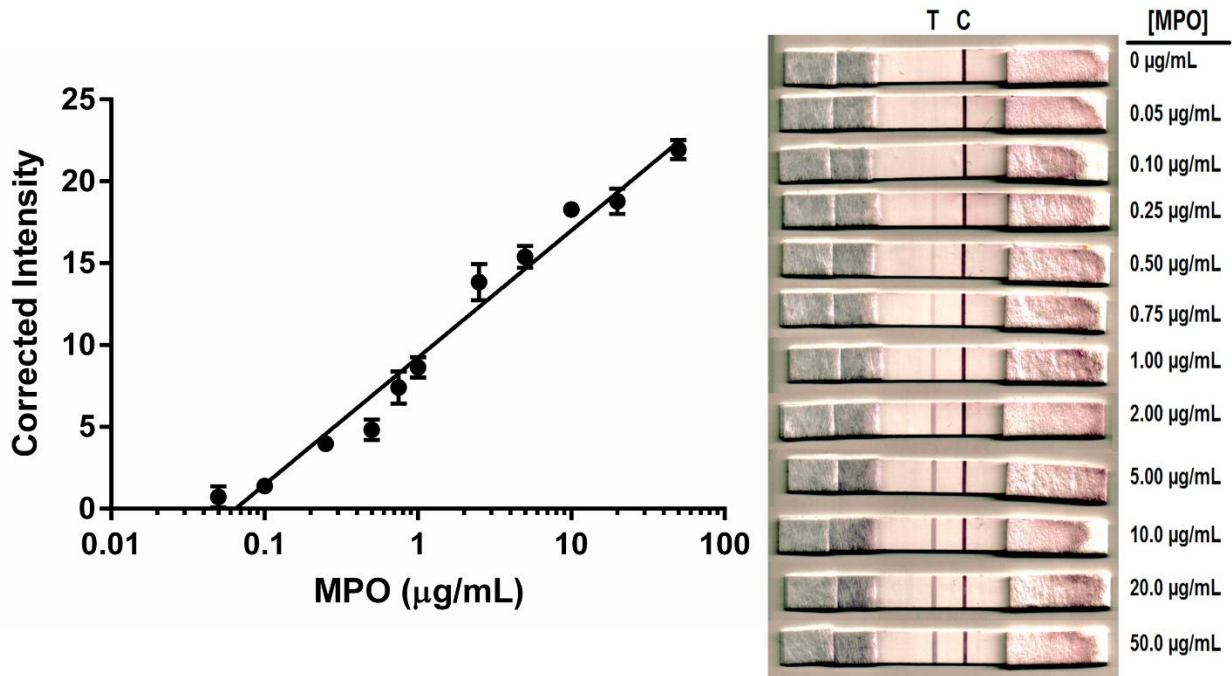 25
20
15
10
5
0
0.01
0.1
1
10
100
Corrected Intensity
MPO (μg/mL)
T C
[MPO]
0 μg/mL
0.05 μg/mL
0.10 μg/mL
0.25 μg/mL
0.50 μg/mL
0.75 μg/mL
1.00 μg/mL
2.00 μg/mL
5.00 μg/mL
10.0 μg/mL
20.0 μg/mL
50.0 μg/mL